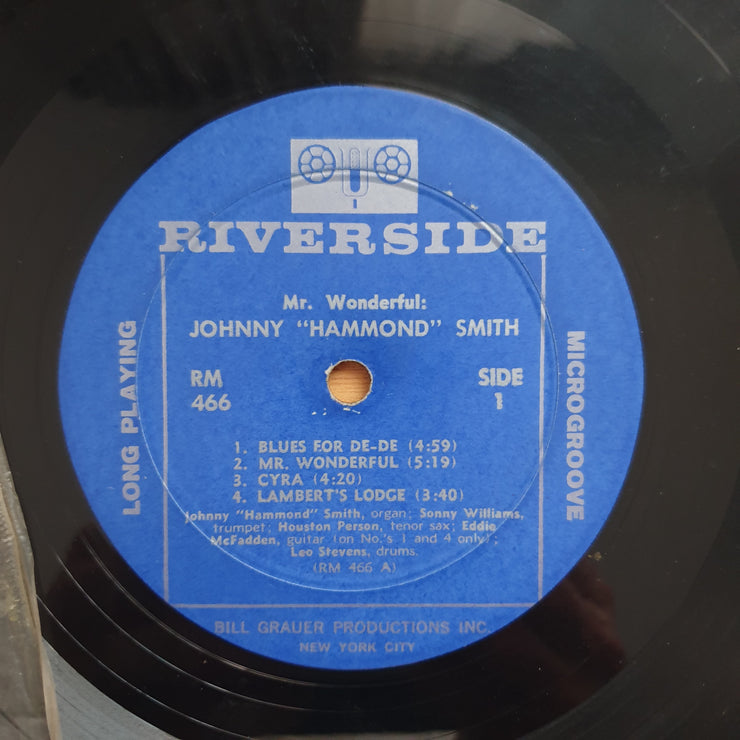 RIVERSIDE
Mr. Wonderful:
JOHNNY "HAMMOND" SMITH
RM
466
SIDE
1
LONG PLAYING
MICROGROOVE
1. BLUES FOR DE-DE (4:59)
2. MR. WONDERFUL (5:19)
3. CYRA (4:20)
4. LAMBERT'S LODGE (3:40)
Johnny "Hammond" Smith, organ; Sonny Williams,
trumpet; Houston Person, tenor sax; Eddie
McFadden, guitar (on No.'s 1 and 4 only);
Leo Stevens, drums.
(RM 466 A)
BILL GRAUER PRODUCTIONS INC.
NEW YORK CITY